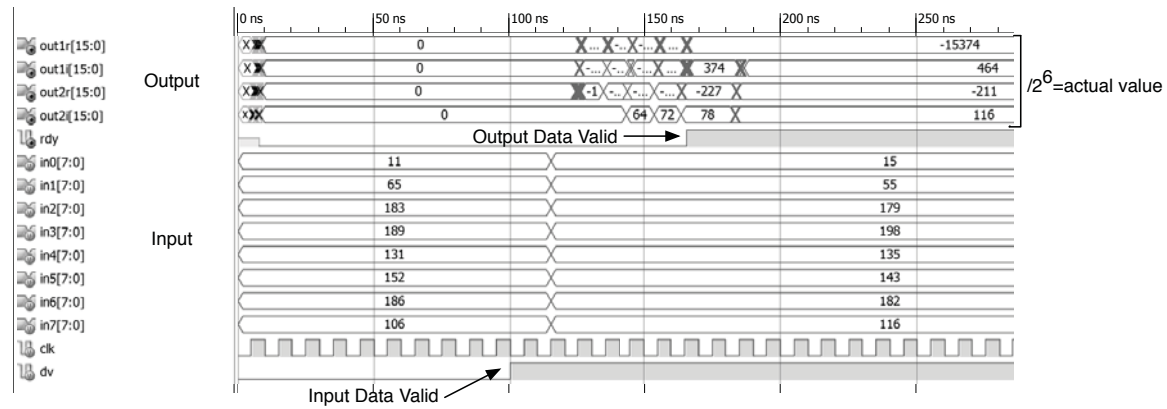 0 ns 50 ns 100 ns 150 ns 200 ns 250 ns
out1r[15:0] X 0 ... -... -... ... -15374
out1i[15:0] X 0 -... -... -... ... 374 464
out2r[15:0] X 0 -1 -... -... -... -227 -211
out2i[15:0] X 0 64 72 78 116
rdy
Output
/2^6=actual value
Output Data Valid
in0[7:0] 11 15
in1[7:0] 65 55
in2[7:0] 183 179
in3[7:0] 189 198
Input
in4[7:0] 131 135
in5[7:0] 152 143
in6[7:0] 186 182
in7[7:0] 106 116
clk
dv
Input Data Valid